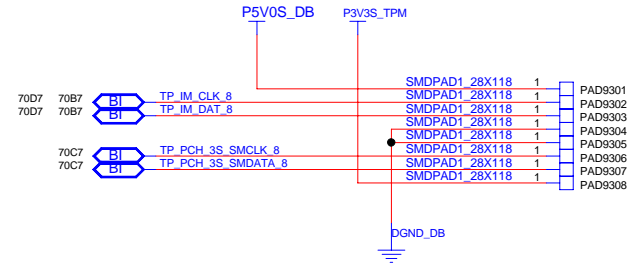 P5V0S_DB P3V3S_TPM
SMDPAD1_28X118 1 PAD9301
70D7 70B7 BI TP_IM_CLK_8 SMDPAD1_28X118 1 PAD9302
70D7 70B7 BI TP_IM_DAT_8 SMDPAD1_28X118 1 PAD9303
SMDPAD1_28X118 1 PAD9304
SMDPAD1_28X118 1 PAD9305
70C7 BI TP_PCH_3S_SMCLK_8 SMDPAD1_28X118 1 PAD9306
70C7 BI TP_PCH_3S_SMDATA_8 SMDPAD1_28X118 1 PAD9307
SMDPAD1_28X118 1 PAD9308
DGND_DB